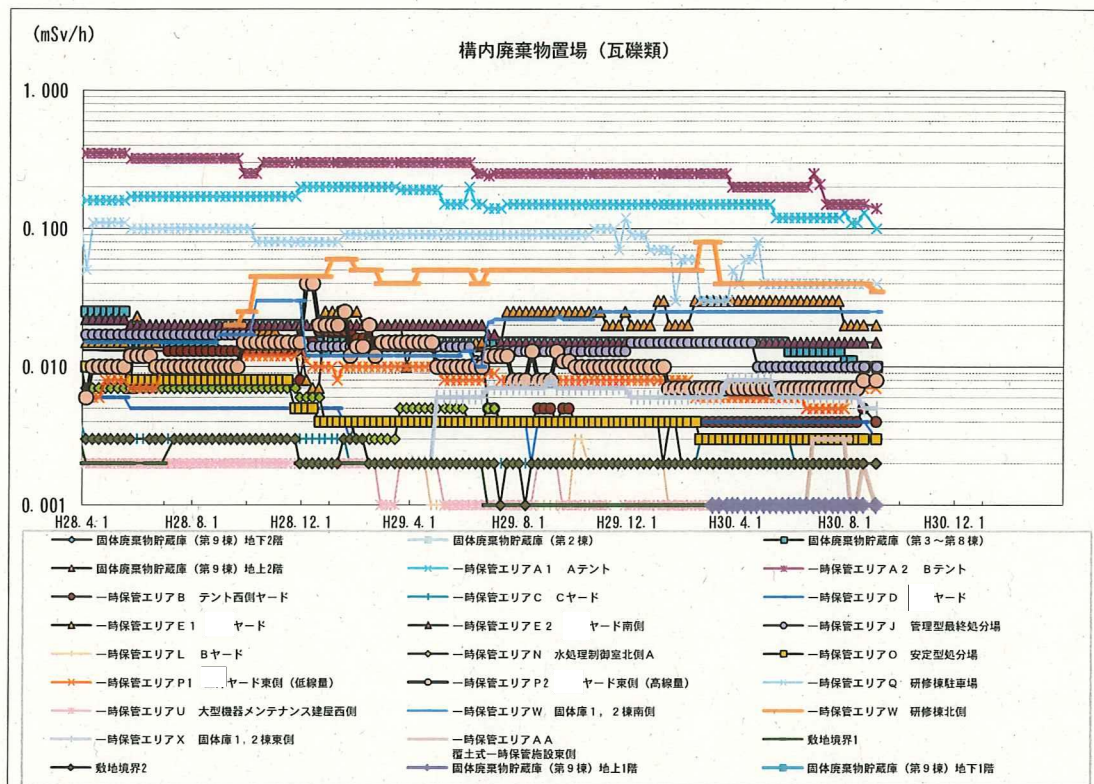 (mSv/h)
構内廃棄物置場（瓦礫類）
1.000
0.100
0.010
0.001
H28.4.1 H28.8.1 H28.12.1 H29.4.1 H29.8.1 H29.12.1 H30.4.1 H30.8.1 H30.12.1
固体廃棄物貯蔵庫（第９棟）地下2階 固体廃棄物貯蔵庫（第２棟） 固体廃棄物貯蔵庫（第３～第８棟）
固体廃棄物貯蔵庫（第９棟）地上2階 一時保管エリアＡ１　Ａテント 一時保管エリアＡ２　Ｂテント
一時保管エリアＢ　テント西側ヤード 一時保管エリアＣ　Ｃヤード 一時保管エリアＤ　ヤード
一時保管エリアＥ１　ヤード 一時保管エリアＥ２　ヤード南側 一時保管エリアＪ　管理型最終処分場
一時保管エリアＬ　Ｂヤード 一時保管エリアＮ　水処理制御室北側Ａ 一時保管エリアＯ　安定型処分場
一時保管エリアＰ１　ヤード東側（低線量） 一時保管エリアＰ２　ヤード東側（高線量） 一時保管エリアＱ　研修棟駐車場
一時保管エリアＵ　大型機器メンテナンス建屋西側 一時保管エリアＷ　固体庫１,２棟南側 一時保管エリアＷ　研修棟北側
一時保管エリアＸ　固体庫１,２棟東側 一時保管エリアＡＡ 敷地境界1
覆土式一時保管施設東側
敷地境界2 固体廃棄物貯蔵庫（第９棟）地上1階 固体廃棄物貯蔵庫（第９棟）地下1階